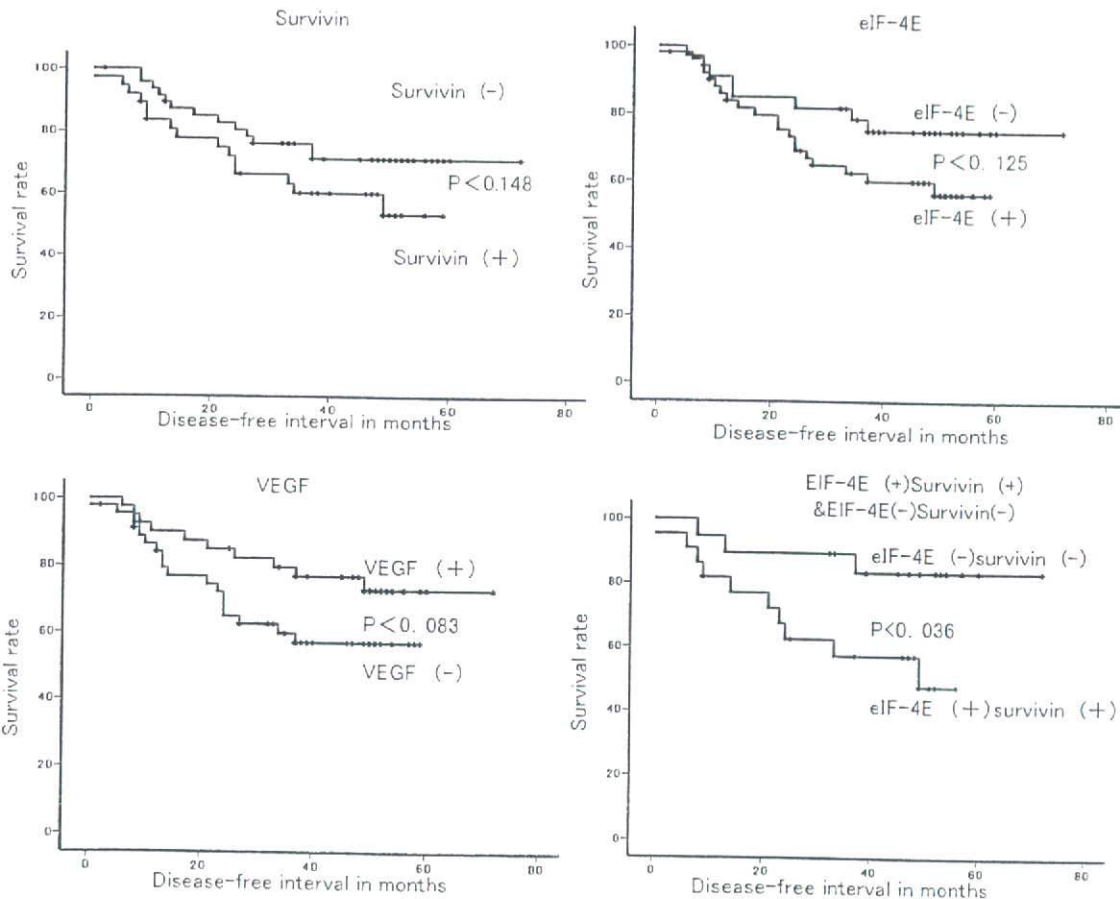 Survivin
100
80
60
40
20
0
Survival rate
Survivin (-)
P<0.148
Survivin (+)
0 20 40 60 80
Disease-free interval in months
eIF-4E
100
80
60
40
20
0
Survival rate
eIF-4E (-)
P<0. 125
eIF-4E (+)
0 20 40 60 80
Disease-free interval in months
VEGF
100
80
60
40
20
0
Survival rate
VEGF (+)
P<0. 083
VEGF (-)
0 20 40 60 80
Disease-free interval in months
EIF-4E (+)Survivin (+)
&EIF-4E(-)Survivin(-)
100
80
60
40
20
0
Survival rate
eIF-4E (-)survivin (-)
P<0. 036
eIF-4E (+)survivin (+)
0 20 40 60 80
Disease-free interval in months